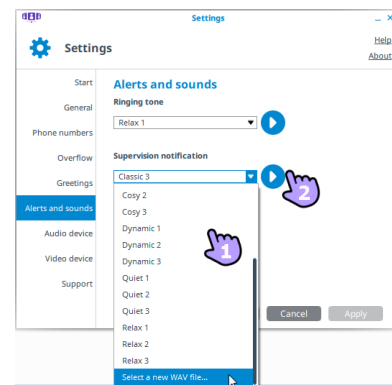 Settings
Settings
Help
About
Start
General
Phone numbers
Overflow
Greetings
Alerts and sounds
Audio device
Video device
Support
Alerts and sounds
Ringing tone
Relax 1
Supervision notification
Classic 3
Cosy 2
Cosy 3
Dynamic 1
Dynamic 2
Dynamic 3
Quiet 1
Quiet 2
Quiet 3
Relax 1
Relax 2
Relax 3
Select a new WAV file...
1
2
Cancel
Apply